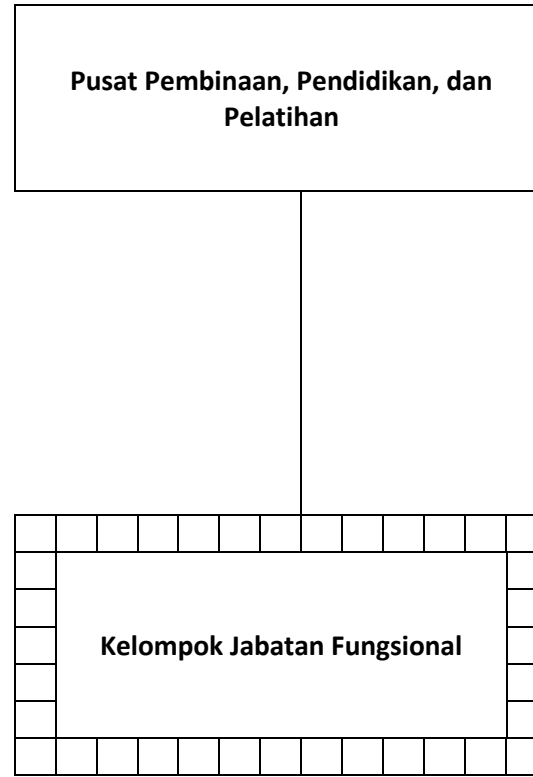 Pusat Pembinaan, Pendidikan, dan
Pelatihan
Kelompok Jabatan Fungsional